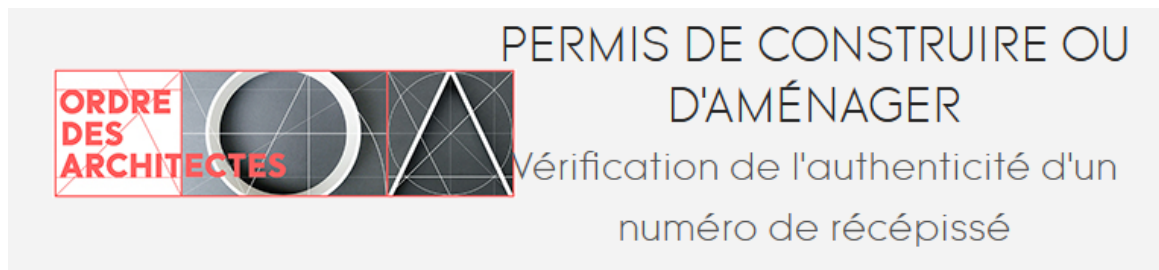 ORDRE
DES
ARCHITECTES
PERMIS DE CONSTRUIRE OU
D'AMÉNAGER
Vérification de l'authenticité d'un
numéro de récépissé